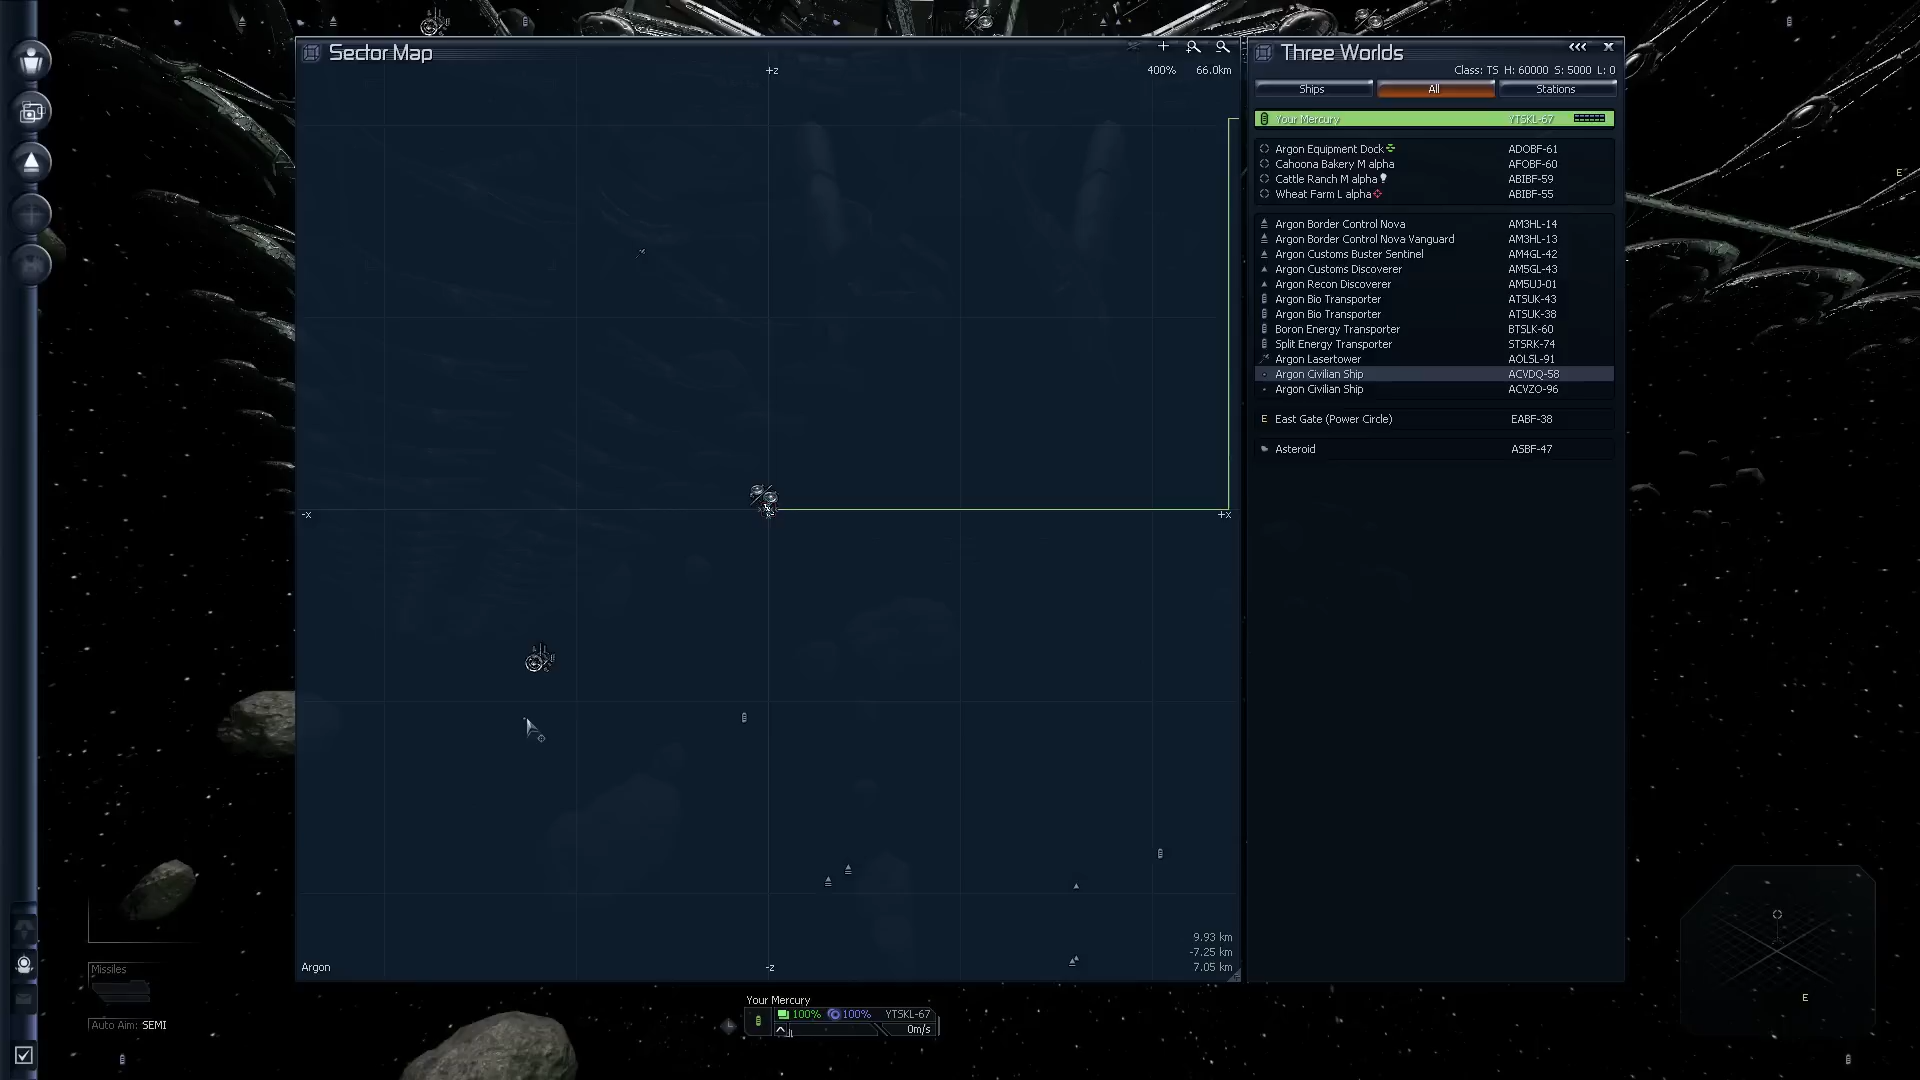 Sector Map
+z
400% 66.0km
-x
+x
9.93 km
-7.25 km
7.05 km
Argon
-z
Three Worlds
Class: TS H: 60000 S: 5000 L: 0
Ships All Stations
Your Mercury YTSKL-67
Argon Equipment Dock ADOBF-61
Cahoona Bakery M alpha AFOBF-60
Cattle Ranch M alpha ABIBF-59
Wheat Farm L alpha ABIBF-55
Argon Border Control Nova AM3HL-14
Argon Border Control Nova Vanguard AM3HL-13
Argon Customs Buster Sentinel AM4GL-42
Argon Customs Discoverer AM5GL-43
Argon Recon Discoverer AM5UJ-01
Argon Bio Transporter ATSUK-43
Argon Bio Transporter ATSUK-38
Boron Energy Transporter BTSLK-60
Split Energy Transporter STSRK-74
Argon Lasertower AOLSL-91
Argon Civilian Ship ACVDQ-58
Argon Civilian Ship ACVZO-96
E East Gate (Power Circle) EABF-38
Asteroid ASBF-47
E
E
Missiles
Auto Aim: SEMI
Your Mercury
100% 100% YTSKL-67
0m/s